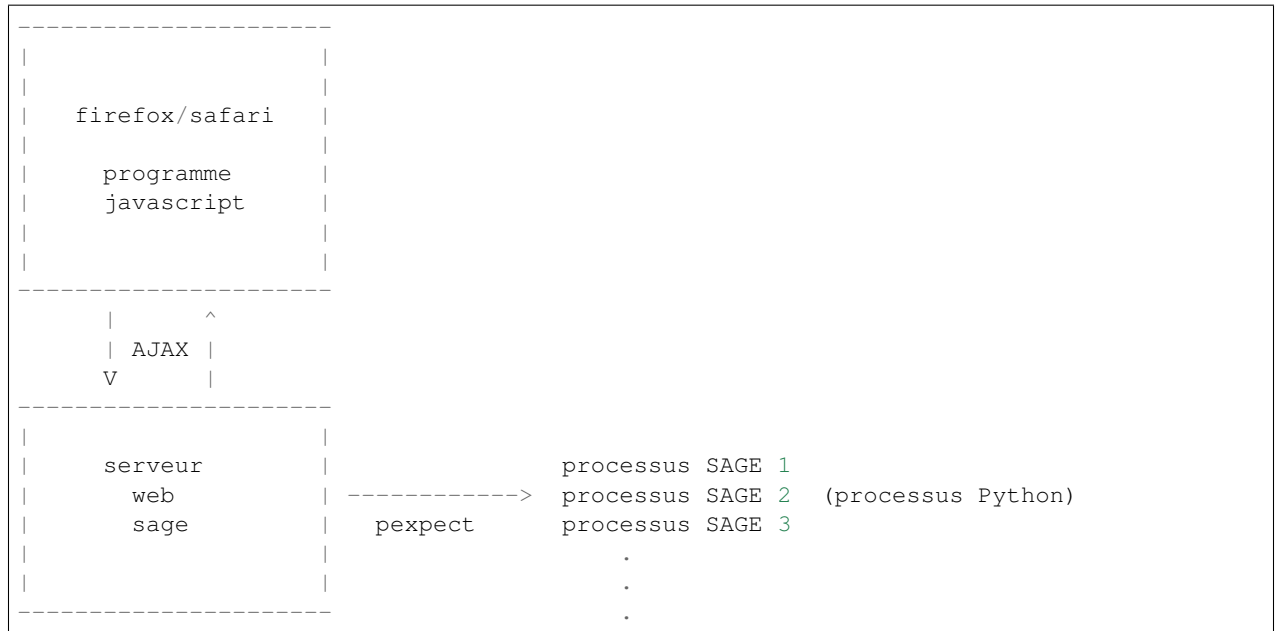 ----------------------
|                    |
|                    |
|   firefox/safari   |
|                    |
|     programme      |
|     javascript     |
|                    |
|                    |
----------------------
      |      ^
      | AJAX |
      V      |
----------------------
|                    |
|     serveur        |                processus SAGE 1
|       web          | ------------>  processus SAGE 2  (processus Python)
|       sage         |   pexpect      processus SAGE 3
|                    |                    .
|                    |                    .
----------------------                    .